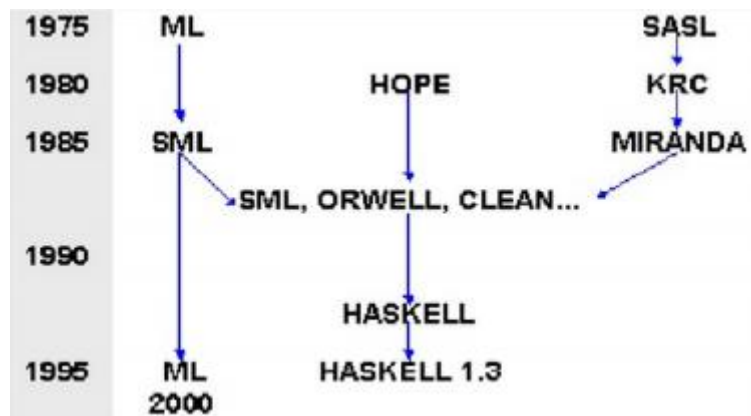 1975 ML SASL
1980 HOPE KRC
1985 SML MIRANDA
SML, ORWELL, CLEAN...
1990
HASKELL
1995 ML HASKELL 1.3
2000